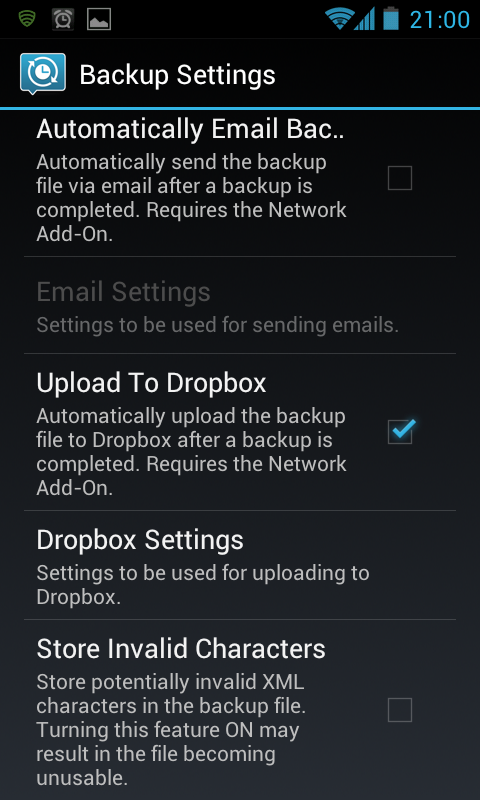 21:00
Backup Settings
Automatically Email Bac..
Automatically send the backup
file via email after a backup is
completed. Requires the Network
Add-On.
Email Settings
Settings to be used for sending emails.
Upload To Dropbox
Automatically upload the backup
file to Dropbox after a backup is
completed. Requires the Network
Add-On.
Dropbox Settings
Settings to be used for uploading to
Dropbox.
Store Invalid Characters
Store potentially invalid XML
characters in the backup file.
Turning this feature ON may
result in the file becoming
unusable.